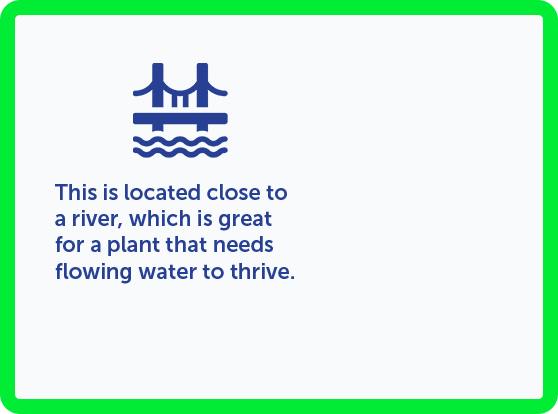 This is located close to
a river, which is great
for a plant that needs
flowing water to thrive.